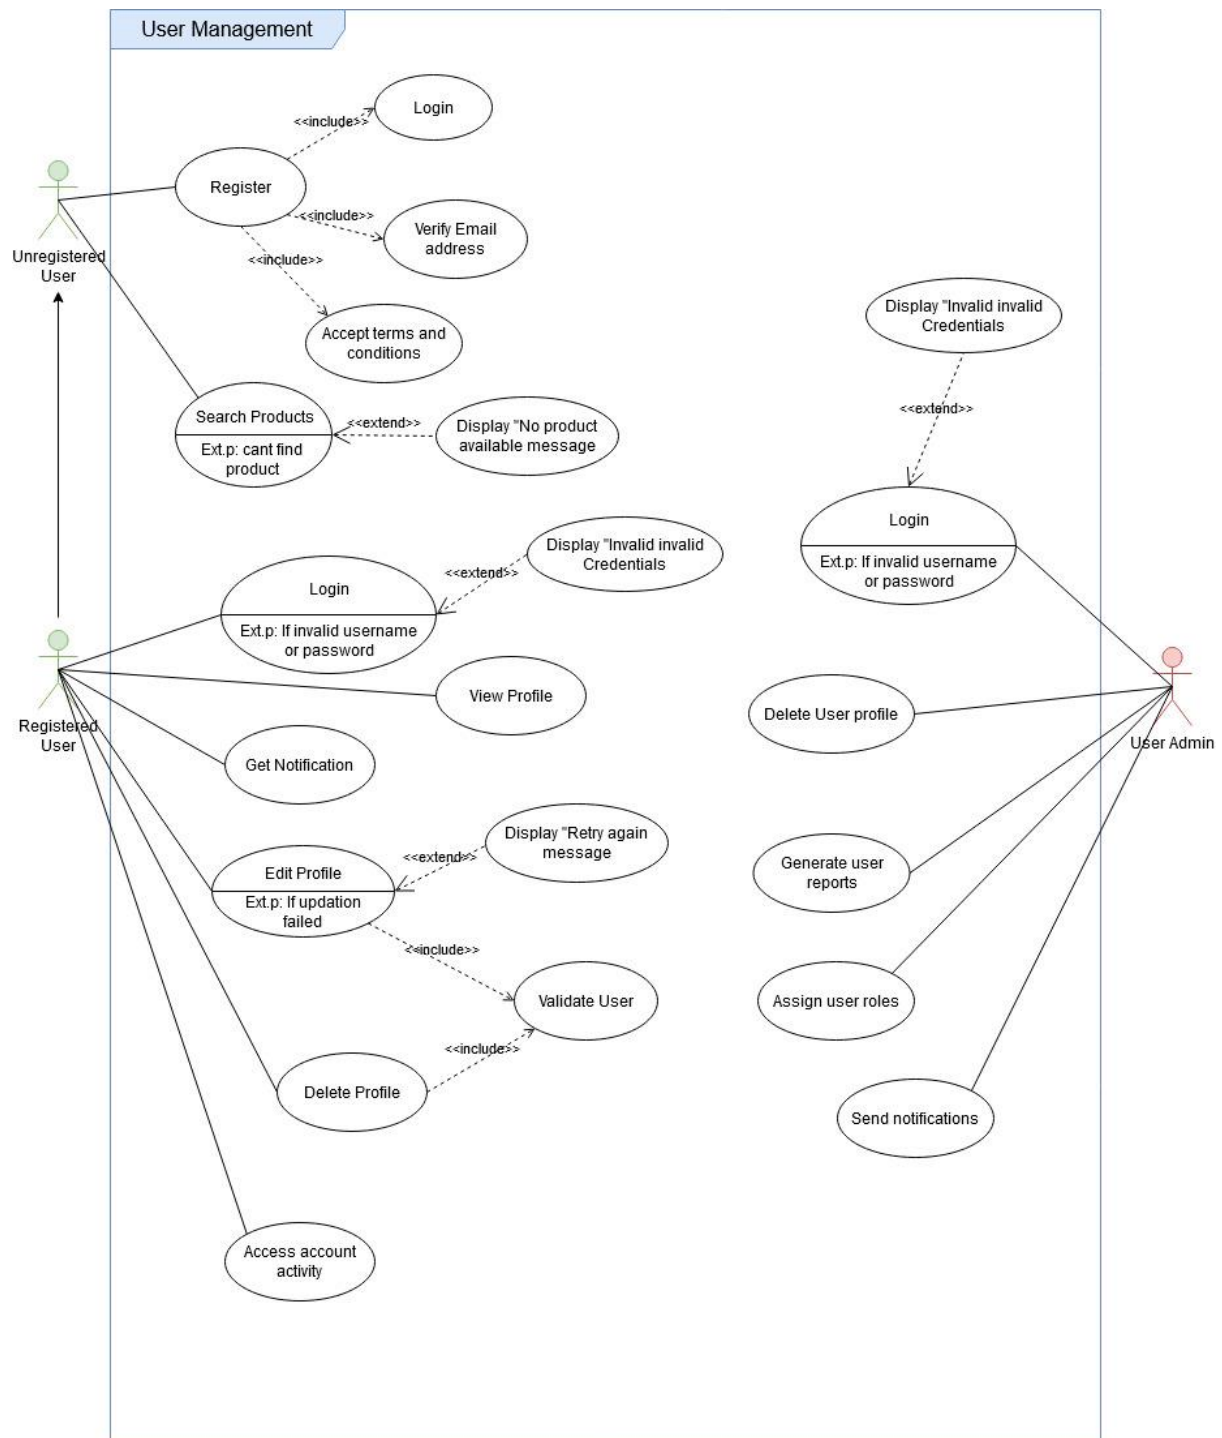 User Management
Login
<<include>>
Register
<<include>>
Verify Email
address
<<include>>
Unregistered
User
Accept terms and
conditions
Display "Invalid invalid
Credentials
<<extend>>
Search Products
Ext.p: cant find
product
<<extend>>
Display "No product
available message
Login
Ext.p: If invalid username
or password
Display "Invalid invalid
Credentials
<<extend>>
Login
Ext.p: If invalid username
or password
Registered
User
View Profile
Delete User profile
User Admin
Get Notification
Display "Retry again
message
<<extend>>
Edit Profile
Ext.p: If updation
failed
Generate user
reports
<<include>>
Validate User
Assign user roles
<<include>>
Delete Profile
Send notifications
Access account
activity